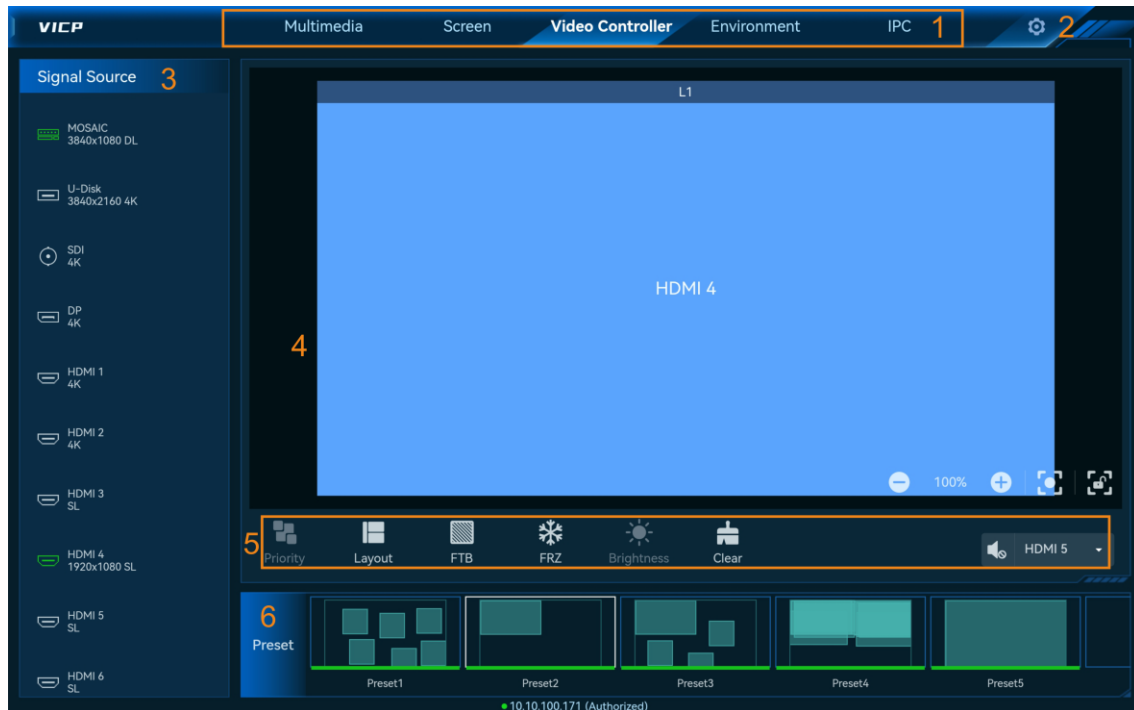 VICP
Multimedia
Screen
Video Controller
Environment
IPC
1
2
Signal Source
3
MOSAIC
3840x1080 DL
U-Disk
3840x2160 4K
SDI
4K
DP
4K
HDMI 1
4K
HDMI 2
4K
HDMI 3
SL
HDMI 4
1920x1080 SL
HDMI 5
SL
HDMI 6
SL
L1
HDMI 4
4
100%
5
Priority
Layout
FTB
FRZ
Brightness
Clear
HDMI 5
6
Preset
Preset1
Preset2
Preset3
Preset4
Preset5
10.10.100.171 (Authorized)